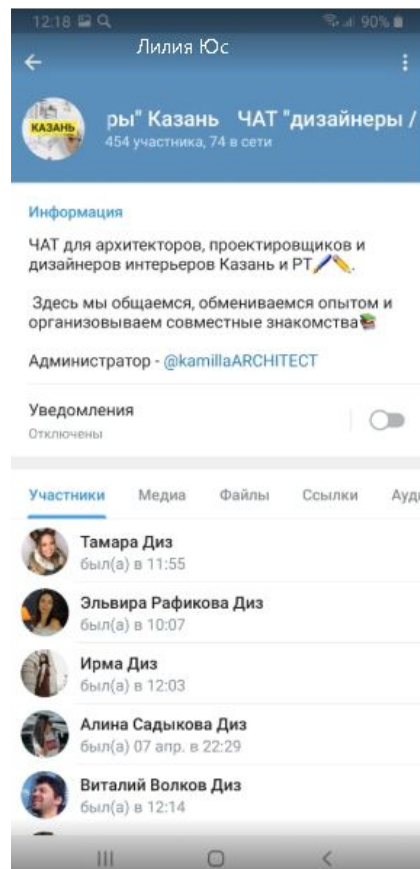 12:18 90%
Лилия Юс
КАЗАНЬ
ры" Казань ЧАТ "дизайнеры /
454 участника, 74 в сети
Информация
ЧАТ для архитекторов, проектировщиков и
дизайнеров интерьеров Казань и РТ🖊️✏️.
Здесь мы общаемся, обмениваемся опытом и
организовываем совместные знакомства📚
Администратор - @kamillaARCHITECT
Уведомления
Отключены
Участники Медиа Файлы Ссылки Ауд
Тамара Диз
был(а) в 11:55
Эльвира Рафикова Диз
был(а) в 10:07
Ирма Диз
был(а) в 12:03
Алина Садыкова Диз
был(а) 07 апр. в 22:29
Виталий Волков Диз
был(а) в 12:14